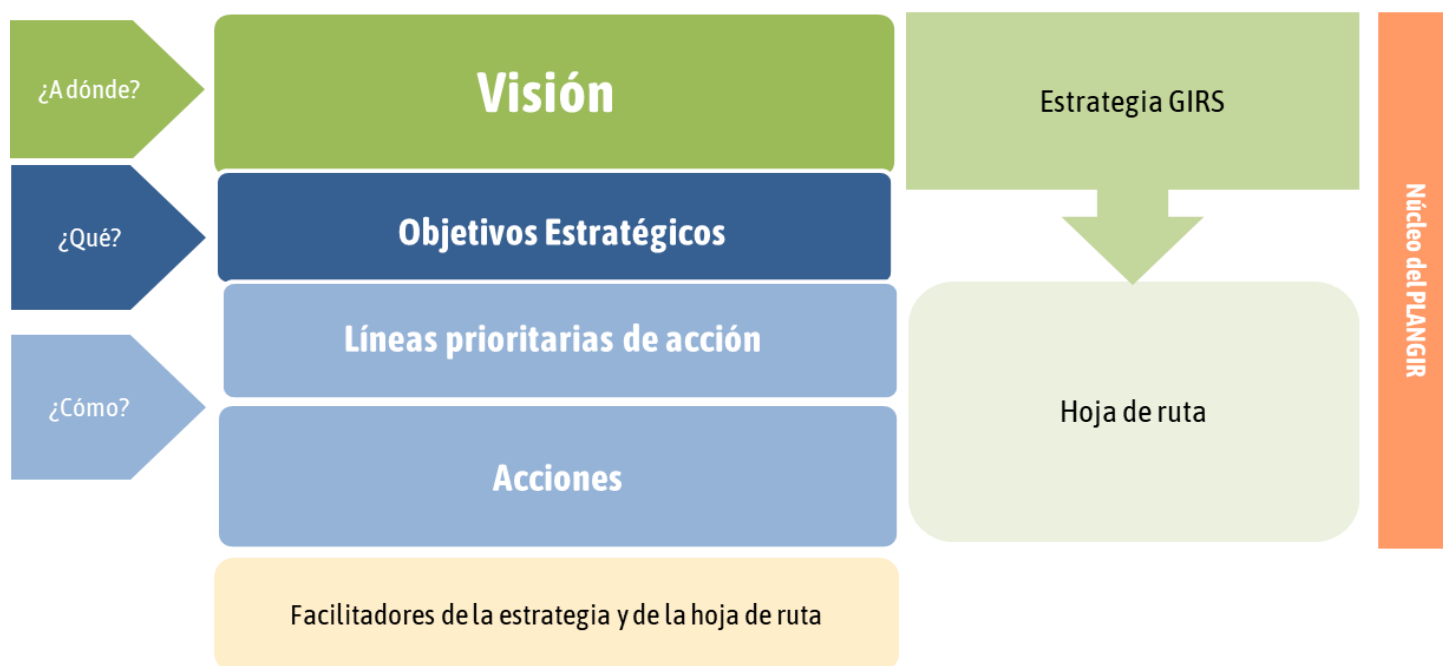 ¿A dónde?
Visión
Estrategia GIRS
¿Qué?
Objetivos Estratégicos
Líneas prioritarias de acción
¿Cómo?
Hoja de ruta
Acciones
Facilitadores de la estrategia y de la hoja de ruta
Núcleo del PLANGIR